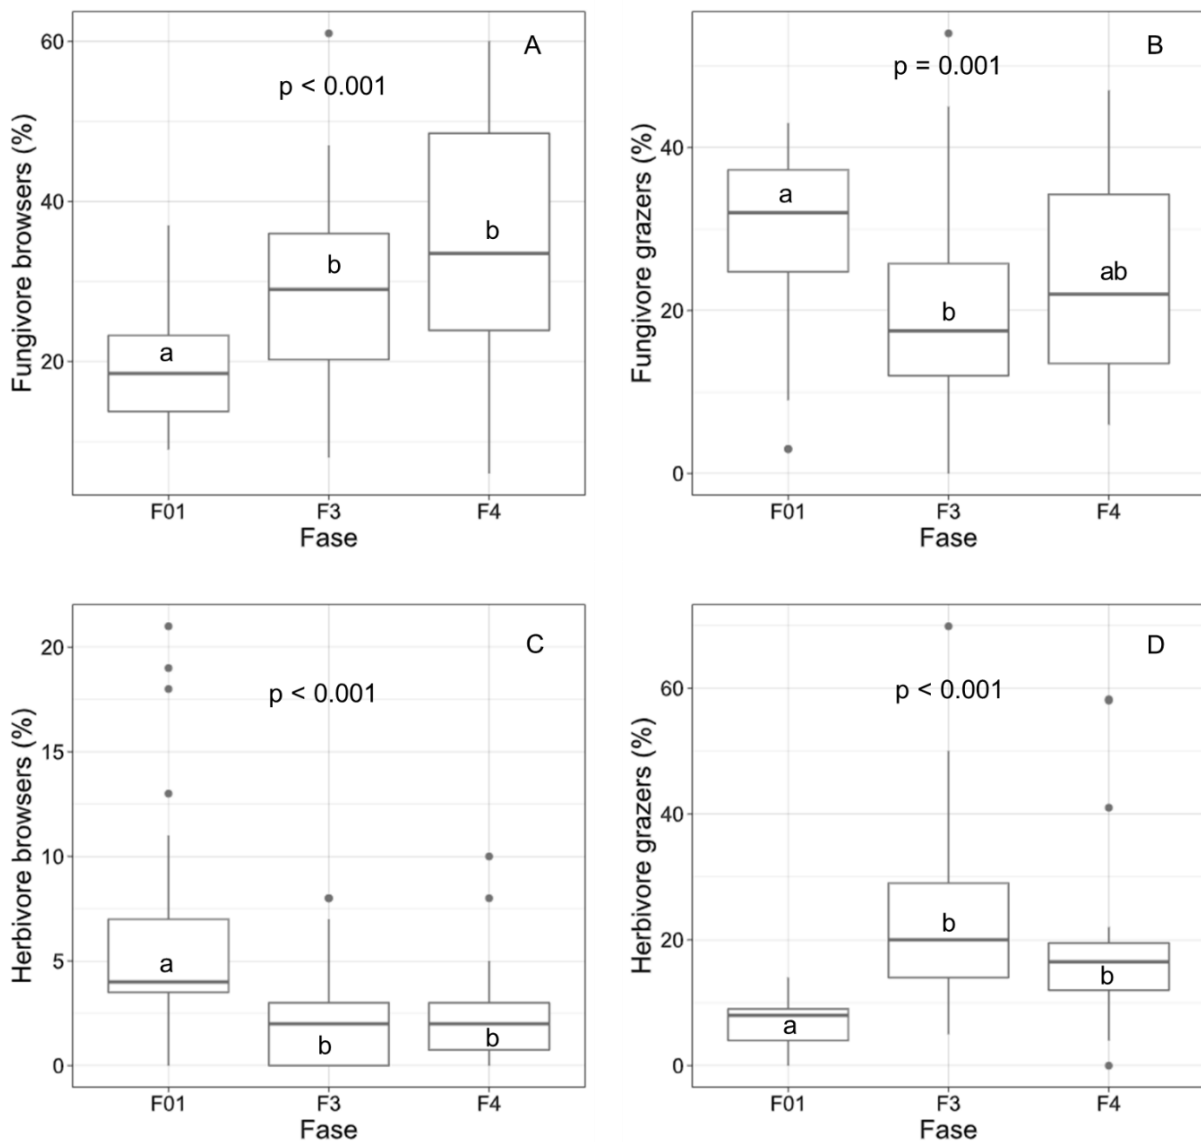 A
p < 0.001
Fungivore browsers (%)
60
40
20
a
b
b
F01 F3 F4
Fase
B
p = 0.001
Fungivore grazers (%)
40
20
0
a
b
ab
F01 F3 F4
Fase
C
p < 0.001
Herbivore browsers (%)
20
15
10
5
0
a
b
b
F01 F3 F4
Fase
D
p < 0.001
Herbivore grazers (%)
60
40
20
0
a
b
b
F01 F3 F4
Fase